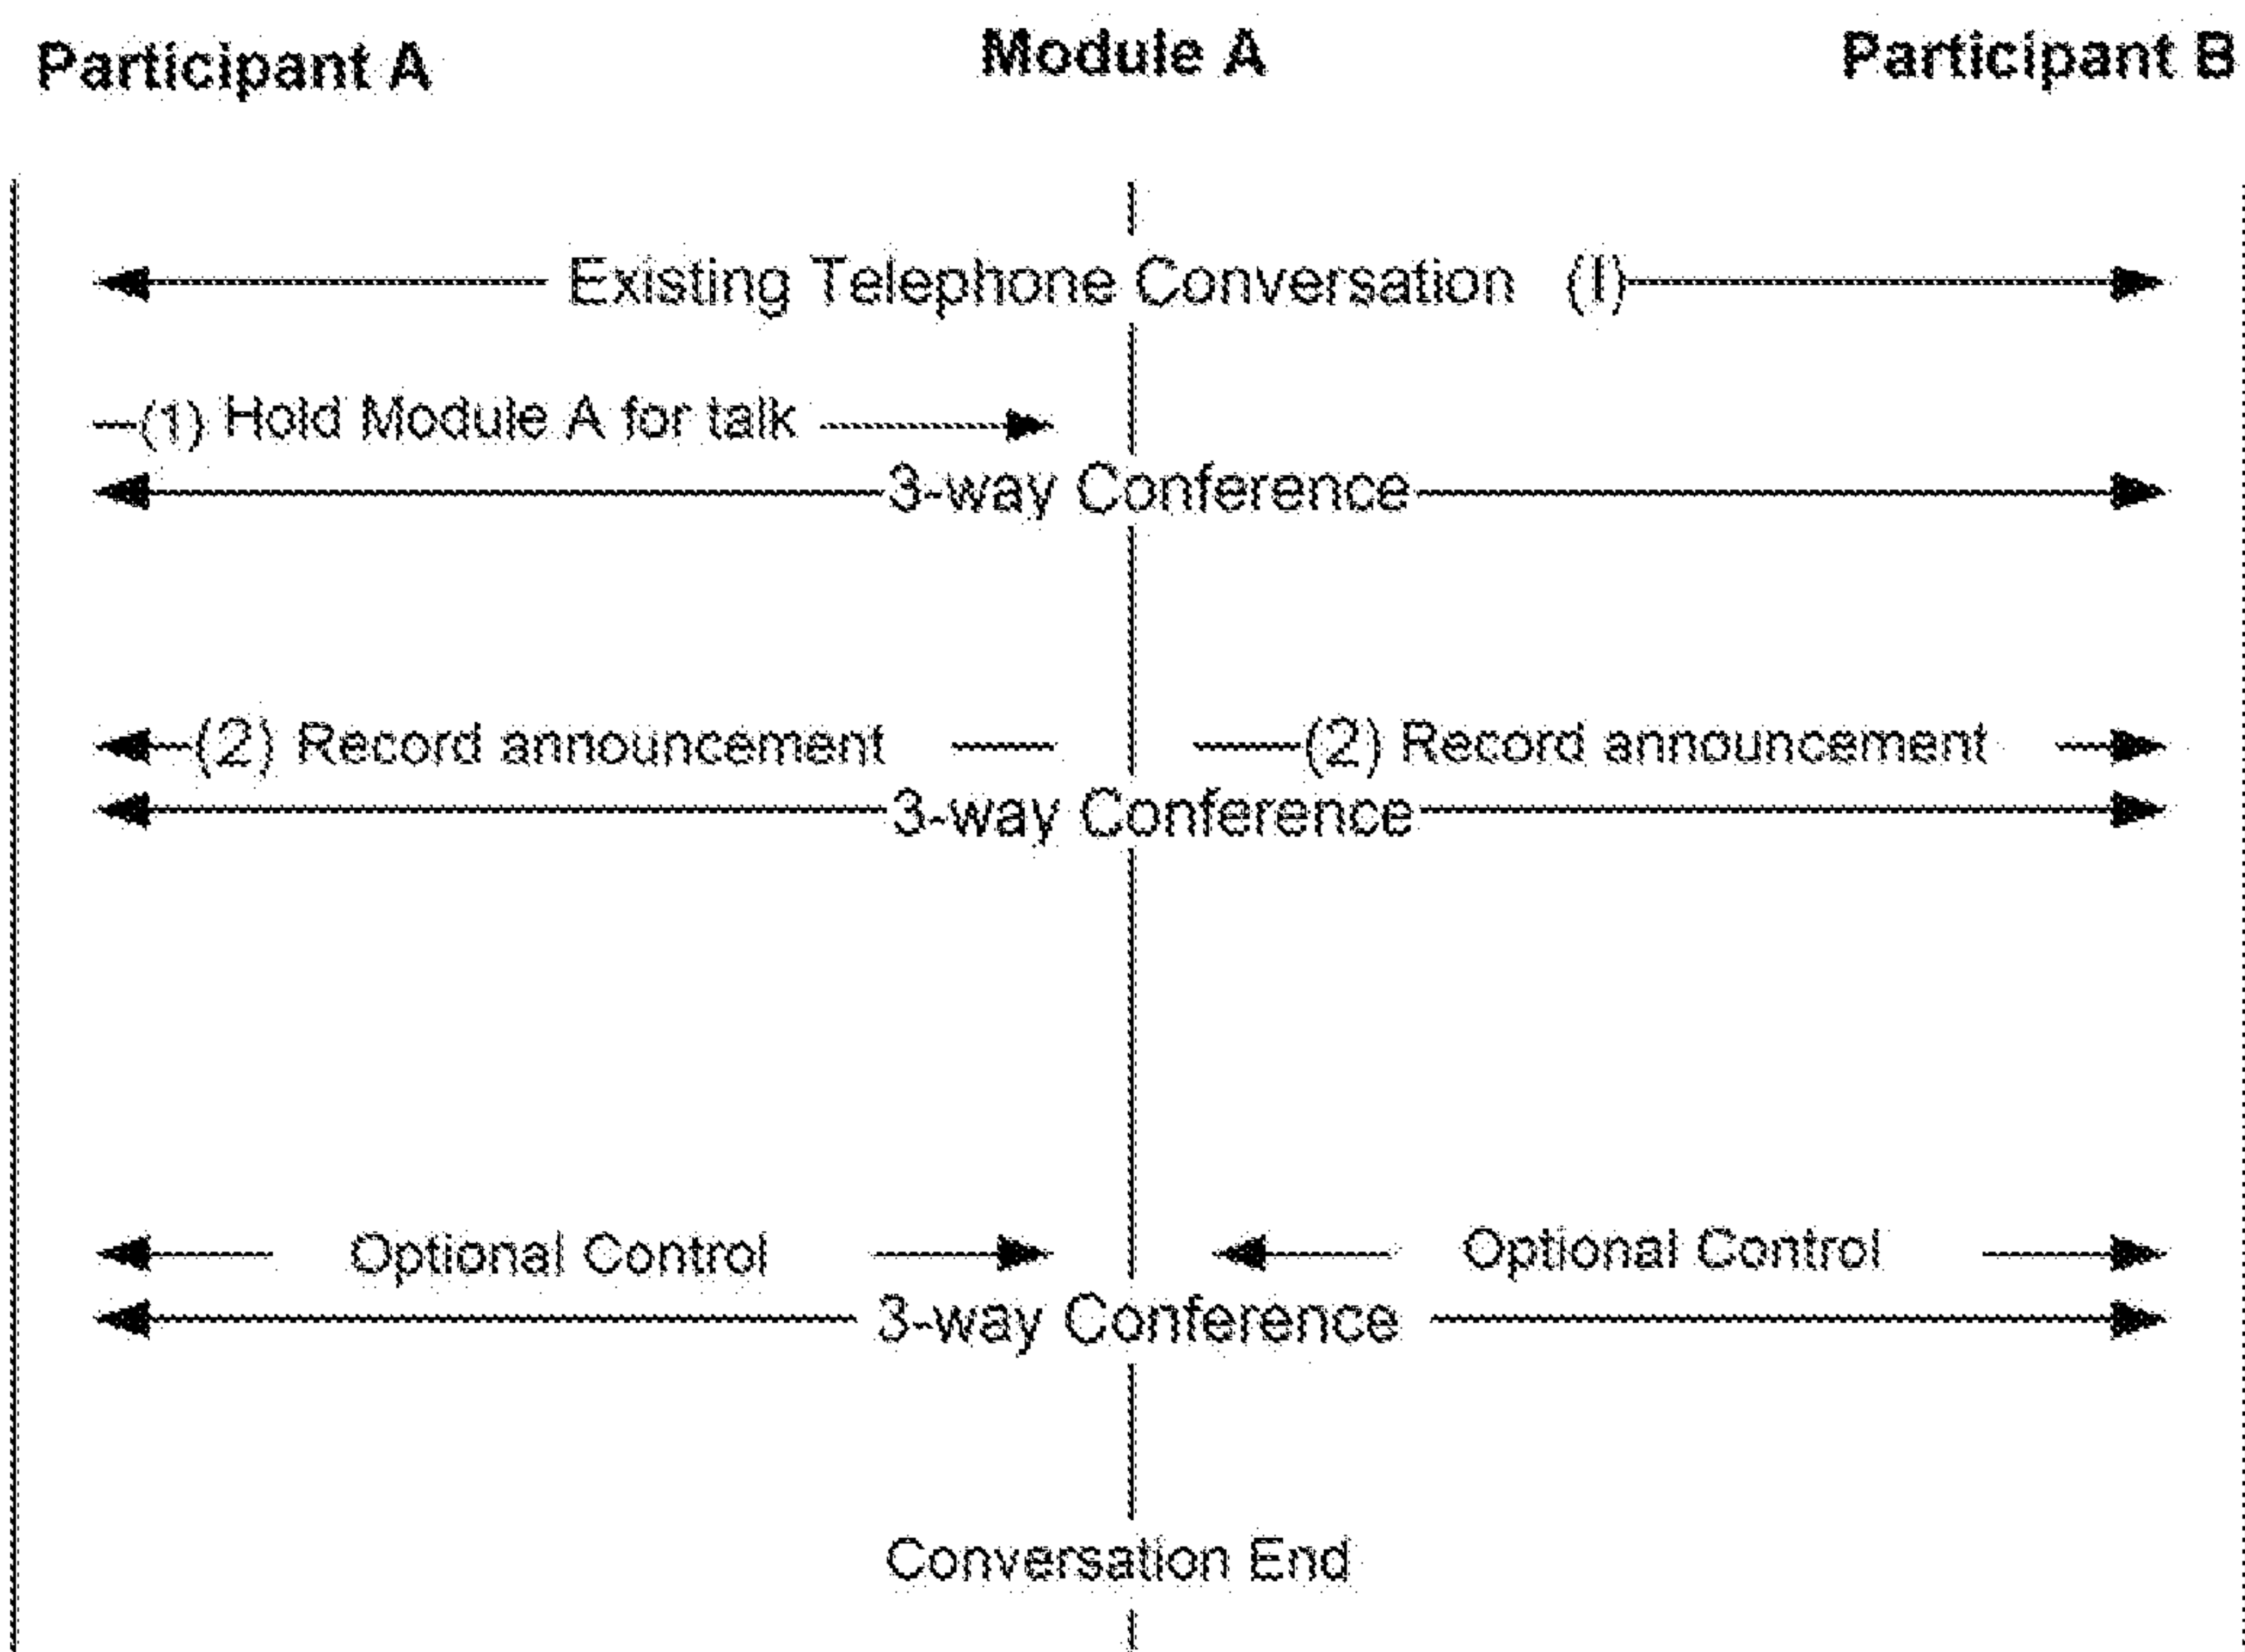 Participant A Module A Participant B
Existing Telephone Conversation (I)
(1) Hold Module A for talk
3-way Conference
(2) Record announcement (2) Record announcement
3-way Conference
Optional Control Optional Control
3-way Conference
Conversation End